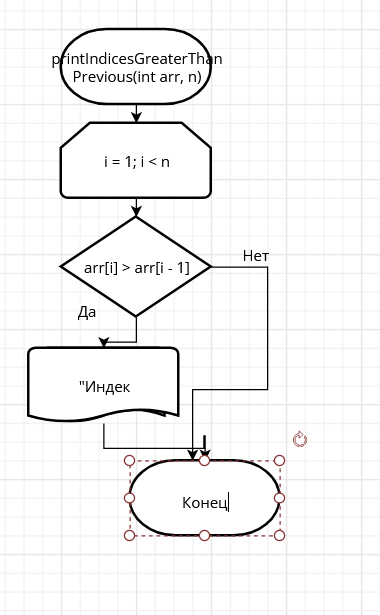 printIndicesGreaterThan
Previous(int arr, n)
i = 1; i < n
arr[i] > arr[i - 1]
Нет
Да
"Индек
Конец